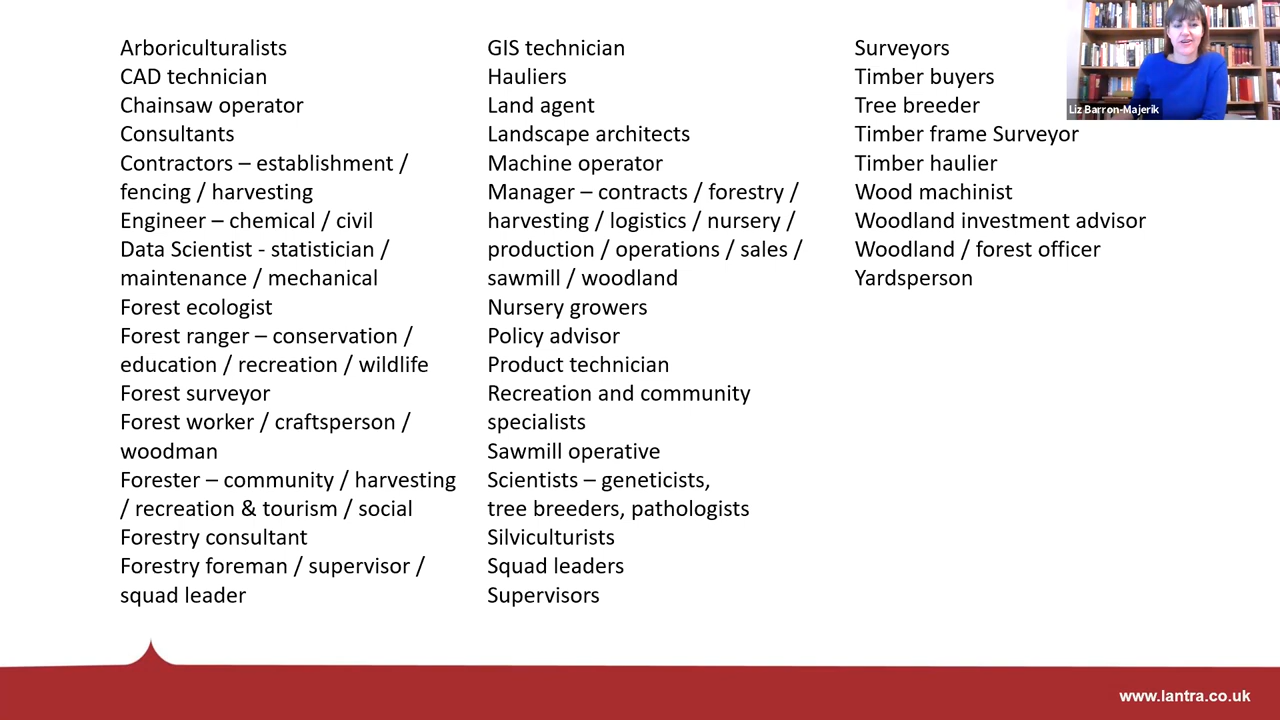 Arboriculturalists
CAD technician
Chainsaw operator
Consultants
Contractors – establishment /
fencing / harvesting
Engineer – chemical / civil
Data Scientist - statistician /
maintenance / mechanical
Forest ecologist
Forest ranger – conservation /
education / recreation / wildlife
Forest surveyor
Forest worker / craftsperson /
woodman
Forester – community / harvesting
/ recreation & tourism / social
Forestry consultant
Forestry foreman / supervisor /
squad leader
GIS technician
Hauliers
Land agent
Landscape architects
Machine operator
Manager – contracts / forestry /
harvesting / logistics / nursery /
production / operations / sales /
sawmill / woodland
Nursery growers
Policy advisor
Product technician
Recreation and community
specialists
Sawmill operative
Scientists – geneticists,
tree breeders, pathologists
Silviculturists
Squad leaders
Supervisors
Surveyors
Timber buyers
Tree breeder
Timber frame Surveyor
Timber haulier
Wood machinist
Woodland investment advisor
Woodland / forest officer
Yardsperson
Liz Barron-Majerik
www.lantra.co.uk